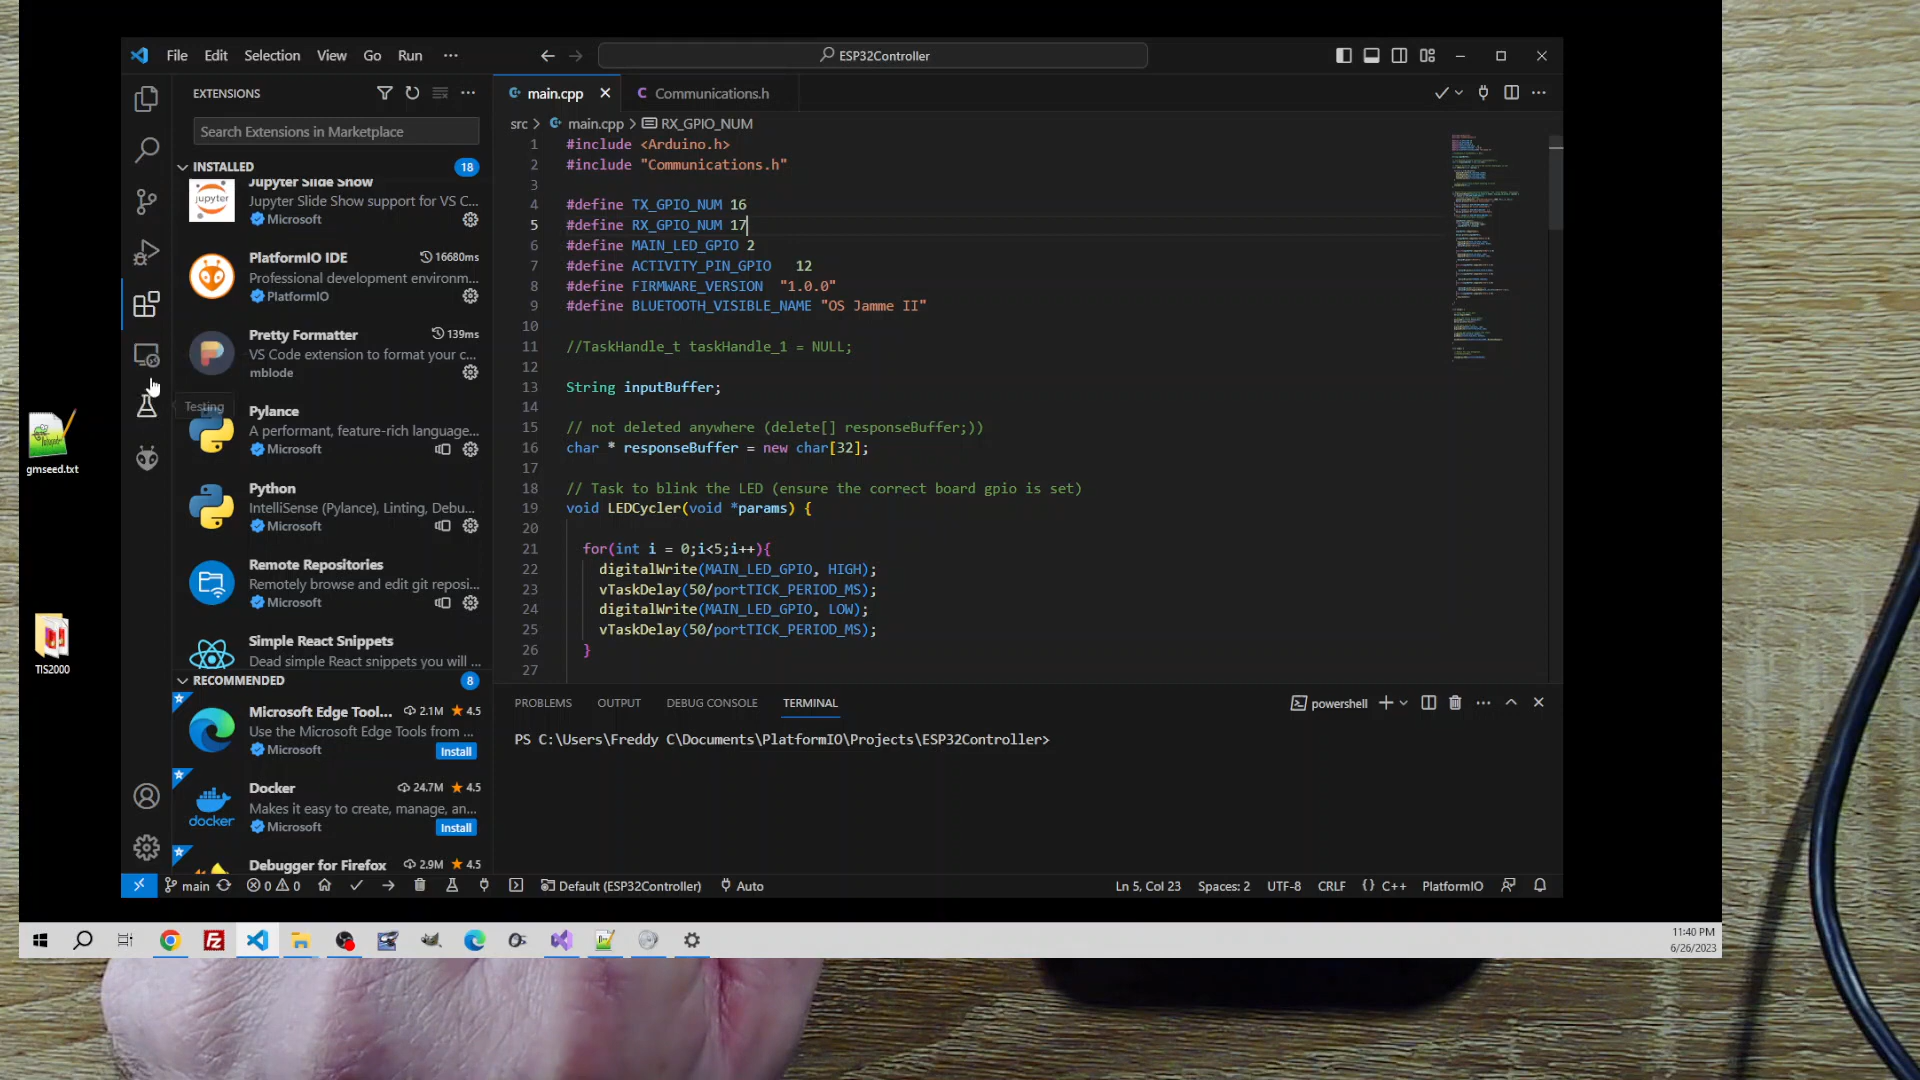 File Edit Selection View Go Run ··· ESP32Controller
EXTENSIONS
main.cpp
C Communications.h
Search Extensions in Marketplace
src > main.cpp > RX_GPIO_NUM
INSTALLED 18
Jupyter Slide Show
Jupyter Slide Show support for VS C...
Microsoft
jupyter
PlatformIO IDE 16680ms
Professional development environm...
PlatformIO
Pretty Formatter 139ms
VS Code extension to format your c...
mblode
Testing
Pylance
A performant, feature-rich language...
Microsoft
Python
IntelliSense (Pylance), Linting, Debu...
Microsoft
Remote Repositories
Remotely browse and edit git reposi...
Microsoft
Simple React Snippets
Dead simple React snippets you will ...
RECOMMENDED 8
Microsoft Edge Tool... 2.1M 4.5
Use the Microsoft Edge Tools from ...
Microsoft Install
Docker 24.7M 4.5
Makes it easy to create, manage, an...
Microsoft Install
docker
Debugger for Firefox 2.9M 4.5
1 #include <Arduino.h>
2 #include "Communications.h"
3
4 #define TX_GPIO_NUM 16
5 #define RX_GPIO_NUM 17
6 #define MAIN_LED_GPIO 2
7 #define ACTIVITY_PIN_GPIO   12
8 #define FIRMWARE_VERSION  "1.0.0"
9 #define BLUETOOTH_VISIBLE_NAME "OS Jamme II"
10
11 //TaskHandle_t taskHandle_1 = NULL;
12
13 String inputBuffer;
14
15 // not deleted anywhere (delete[] responseBuffer;))
16 char * responseBuffer = new char[32];
17
18 // Task to blink the LED (ensure the correct board gpio is set)
19 void LEDCycler(void *params) {
20
21 for(int i = 0;i<5;i++){
22 digitalWrite(MAIN_LED_GPIO, HIGH);
23 vTaskDelay(50/portTICK_PERIOD_MS);
24 digitalWrite(MAIN_LED_GPIO, LOW);
25 vTaskDelay(50/portTICK_PERIOD_MS);
26 }
27
PROBLEMS OUTPUT DEBUG CONSOLE TERMINAL powershell
PS C:\Users\Freddy C\Documents\PlatformIO\Projects\ESP32Controller>
main 0 0 Default (ESP32Controller) Auto Ln 5, Col 23 Spaces: 2 UTF-8 CRLF {} C++ PlatformIO
gmseed.txt
TIS2000
11:40 PM
6/26/2023